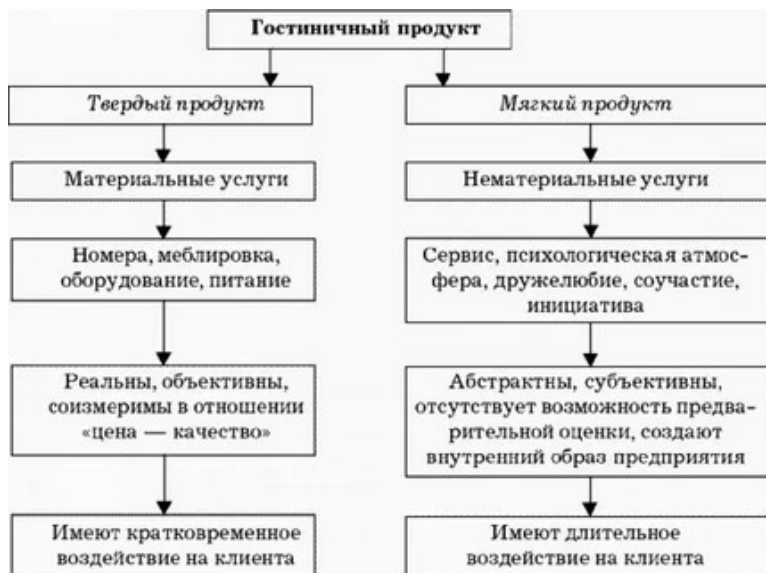 Гостиничный продукт
Твердый продукт
Материальные услуги
Номера, меблировка,
оборудование, питание
Реальны, объективны,
соизмеримы в отношении
«цена — качество»
Имеют кратковременное
воздействие на клиента
Мягкий продукт
Нематериальные услуги
Сервис, психологическая атмос-
фера, дружелюбие, соучастие,
инициатива
Абстрактны, субъективны,
отсутствует возможность предва-
рительной оценки, создают
внутренний образ предприятия
Имеют длительное
воздействие на клиента